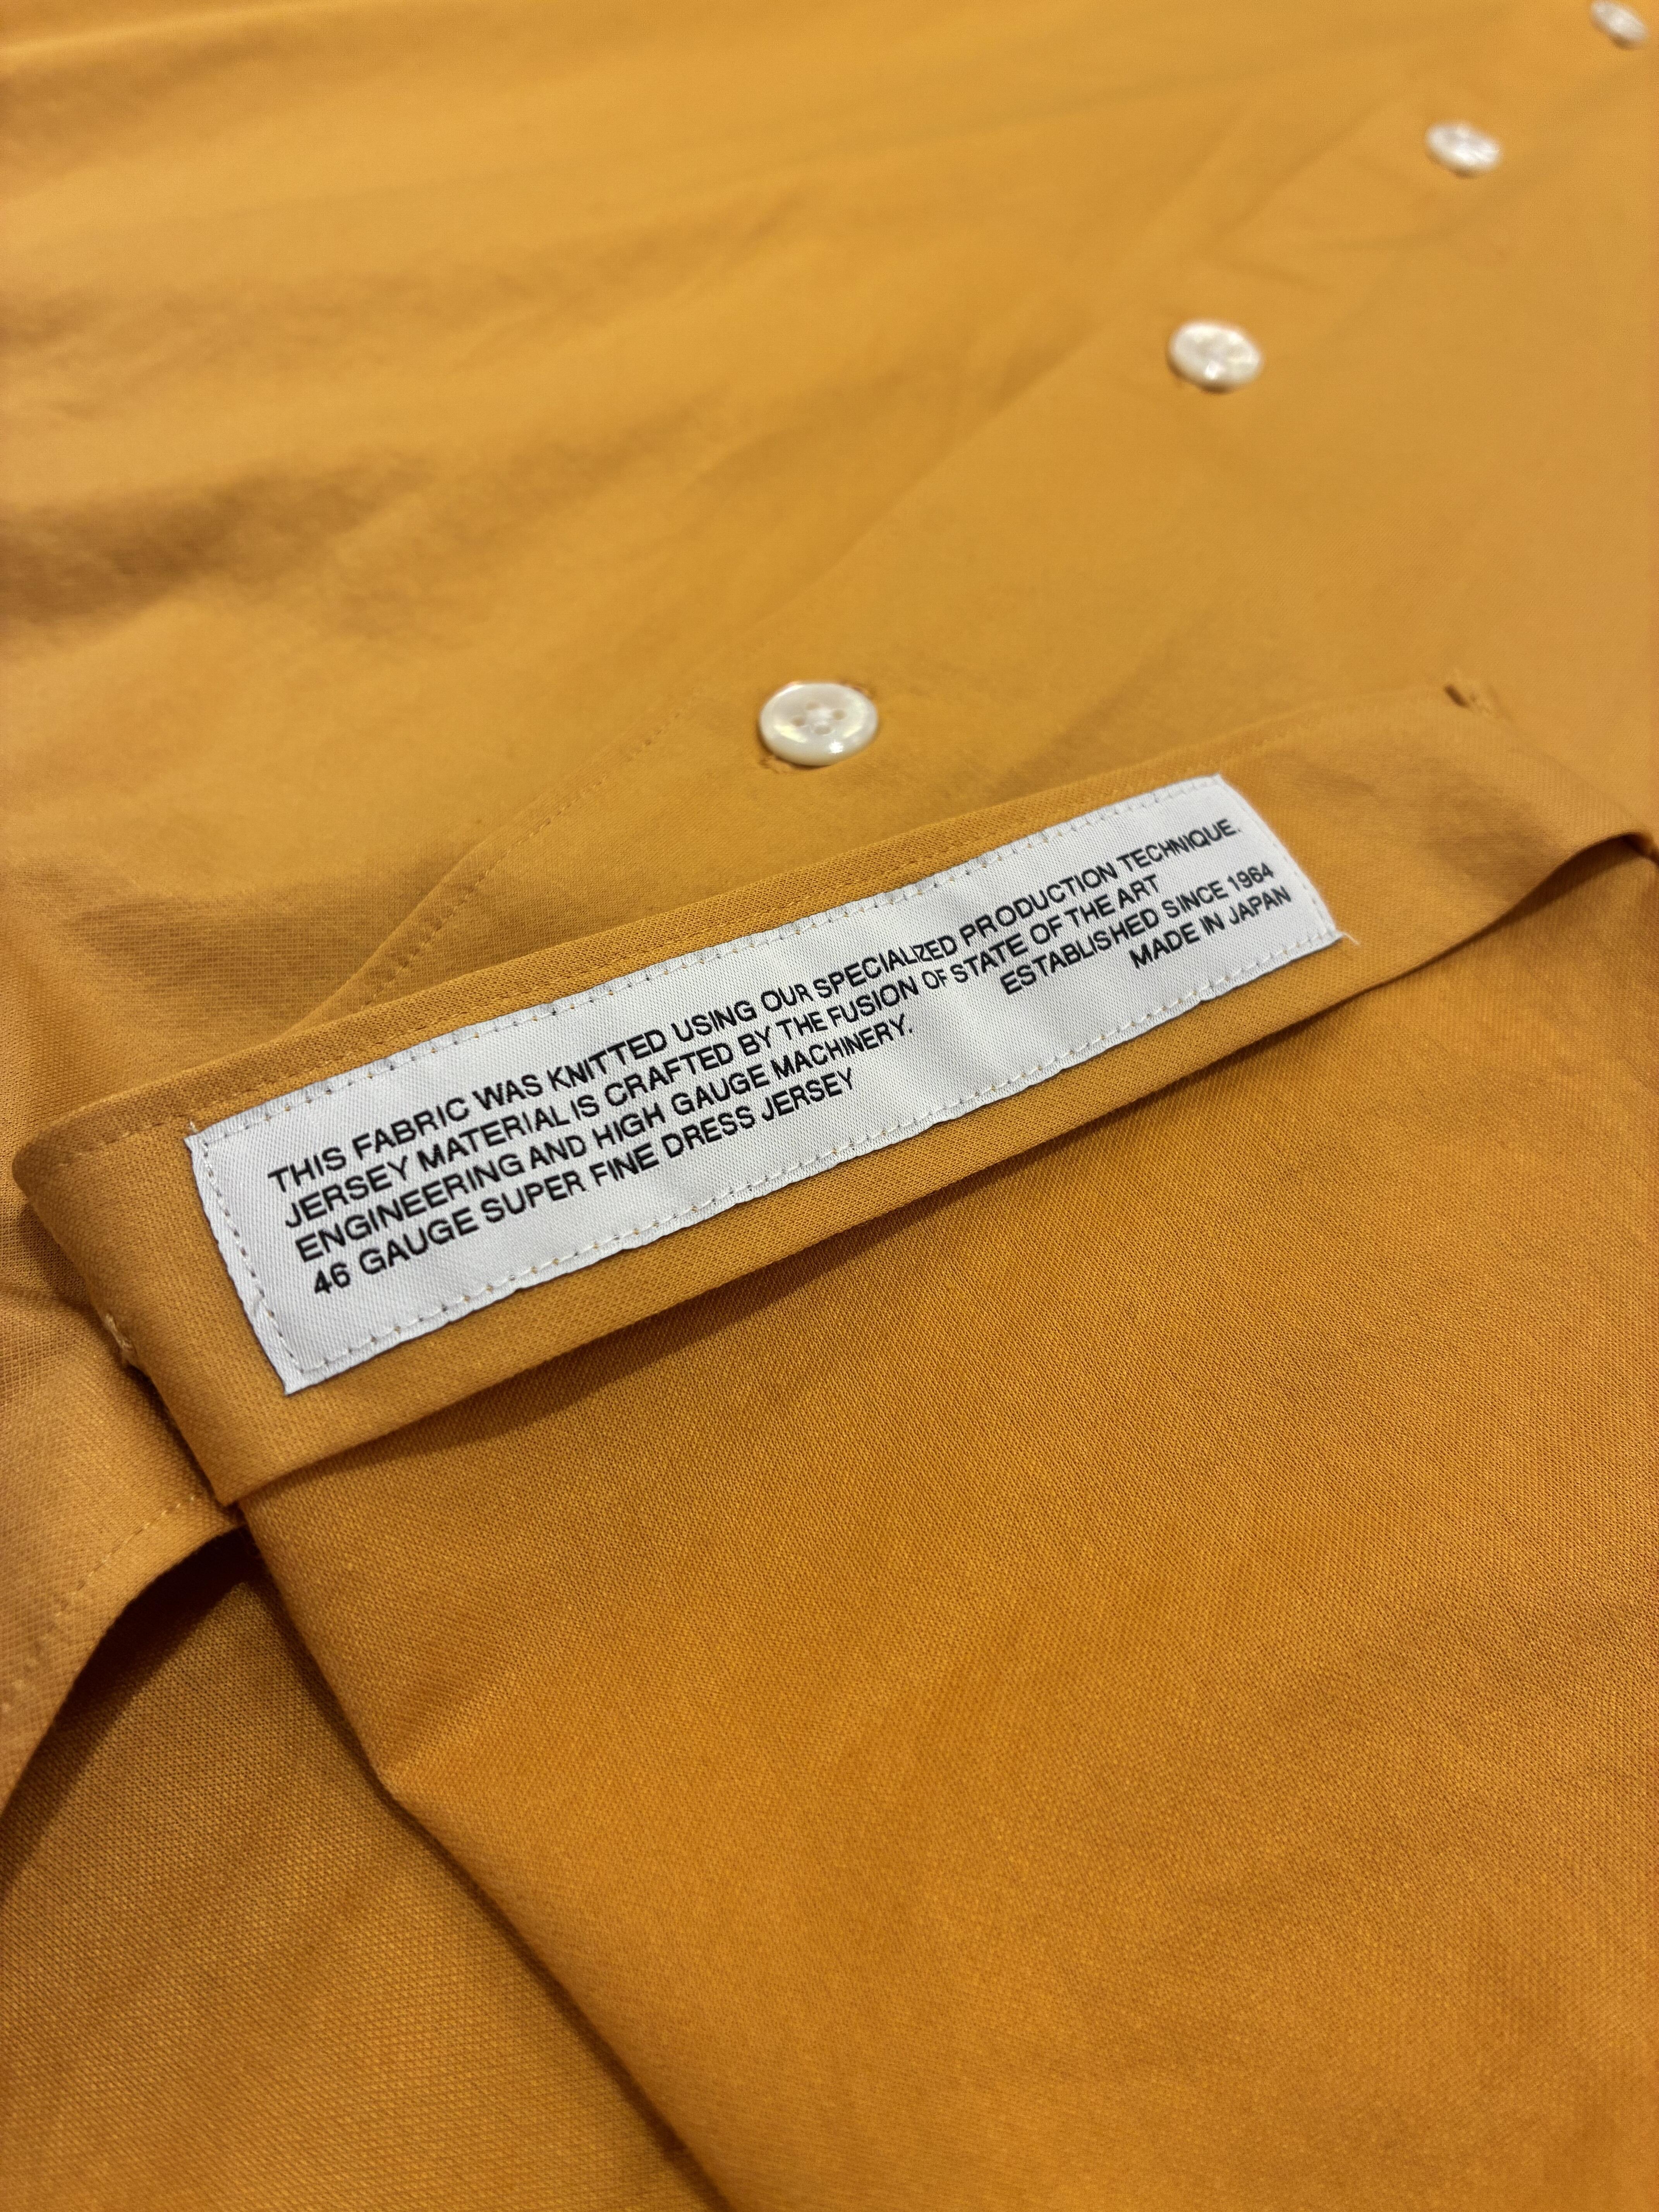 THIS FABRIC WAS KNITTED USING OUR SPECIALIZED PRODUCTION TECHNIQUE.
JERSEY MATERIAL IS CRAFTED BY THE FUSION OF STATE OF THE ART
ENGINEERING AND HIGH GAUGE MACHINERY. ESTABLISHED SINCE 1964
46 GAUGE SUPER FINE DRESS JERSEY MADE IN JAPAN